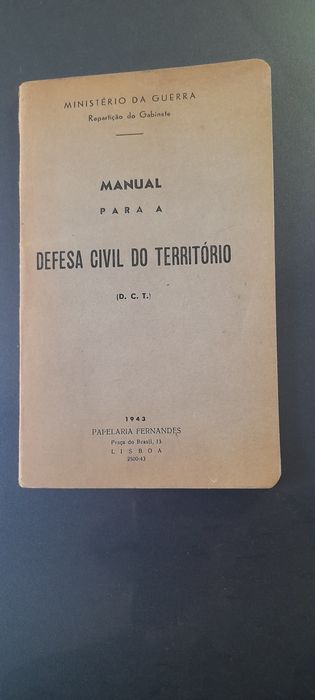 MINISTÉRIO DA GUERRA
Repartição do Gabinete
MANUAL
PARA A
DEFESA CIVIL DO TERRITÓRIO
(D. C. T.)
1943
PAPELARIA FERNANDES
Praça do Brasil, 13
LISBOA
2500-43